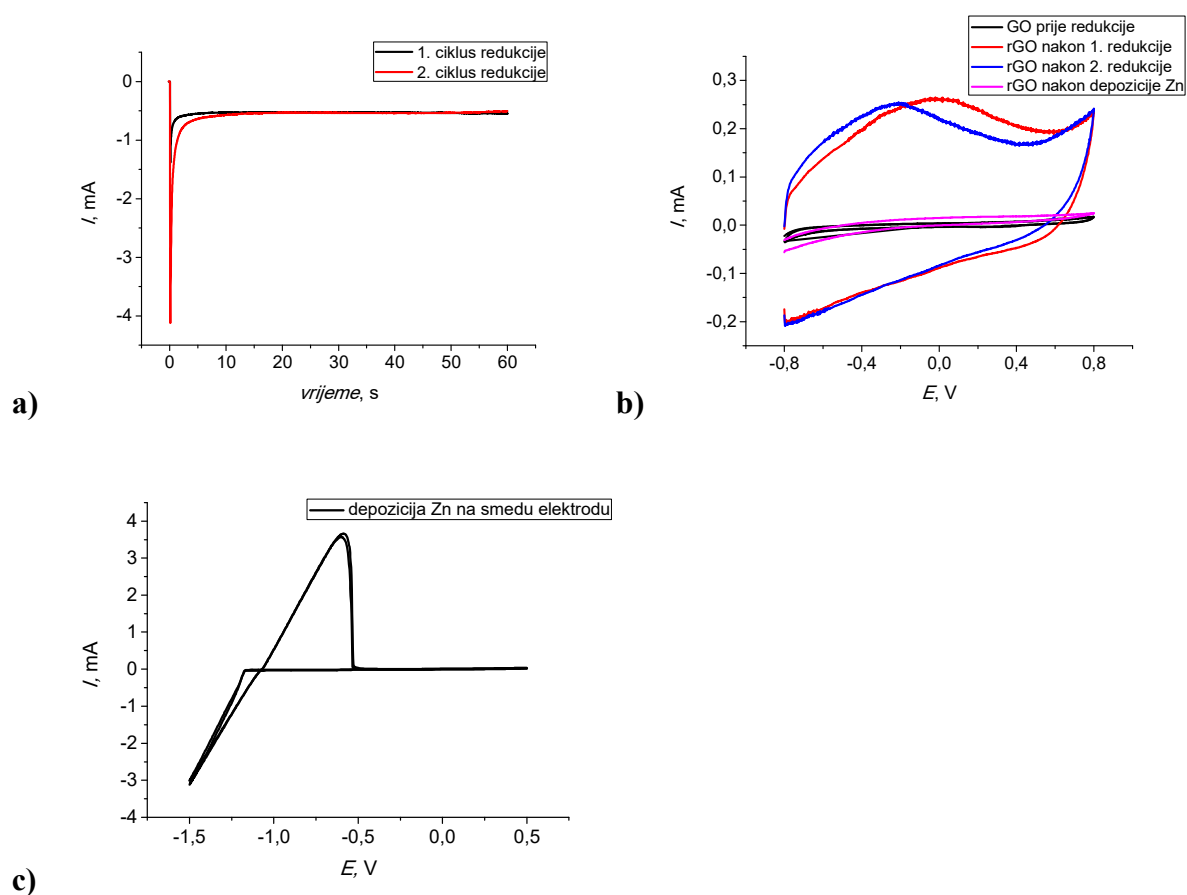 1. ciklus redukcije
2. ciklus redukcije
0
-1
-2
-3
-4
I, mA
0
10
20
30
40
50
60
vrijeme, s
a)
GO prije redukcije
rGO nakon 1. redukcije
rGO nakon 2. redukcije
rGO nakon depozicije Zn
0,3
0,2
0,1
0,0
-0,1
-0,2
I, mA
-0,8
-0,4
0,0
0,4
0,8
E, V
b)
depozicija Zn na smeđu elektrodu
4
3
2
1
0
-1
-2
-3
-4
I, mA
-1,5
-1,0
-0,5
0,0
0,5
E, V
c)